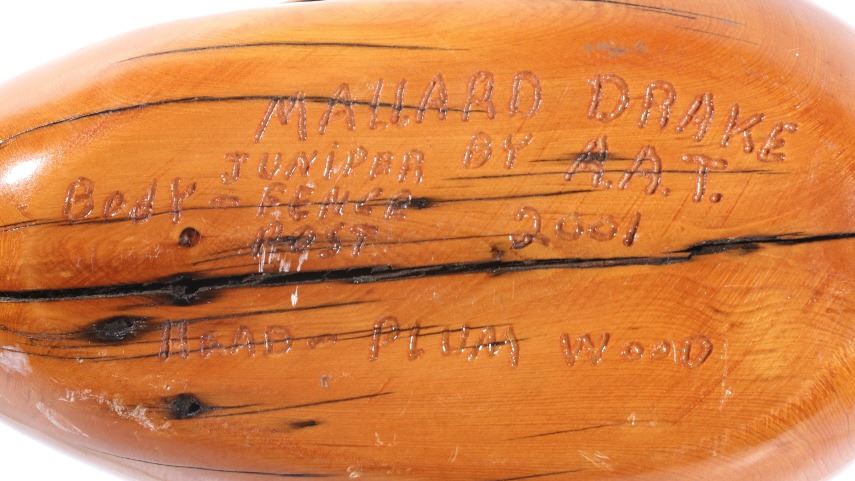 MALLARD DRAKE
JUNIPER BY A.A.T.
Body - FENCE
POST 2001
HEAD - PLUM WOOD